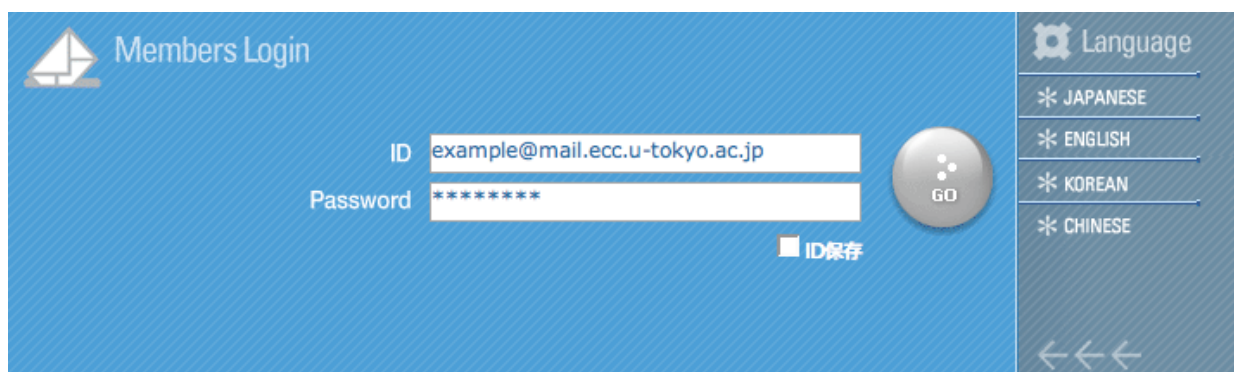 Members Login
ID example@mail.ecc.u-tokyo.ac.jp
Password ********
ID保存
GO
Language
JAPANESE
ENGLISH
KOREAN
CHINESE